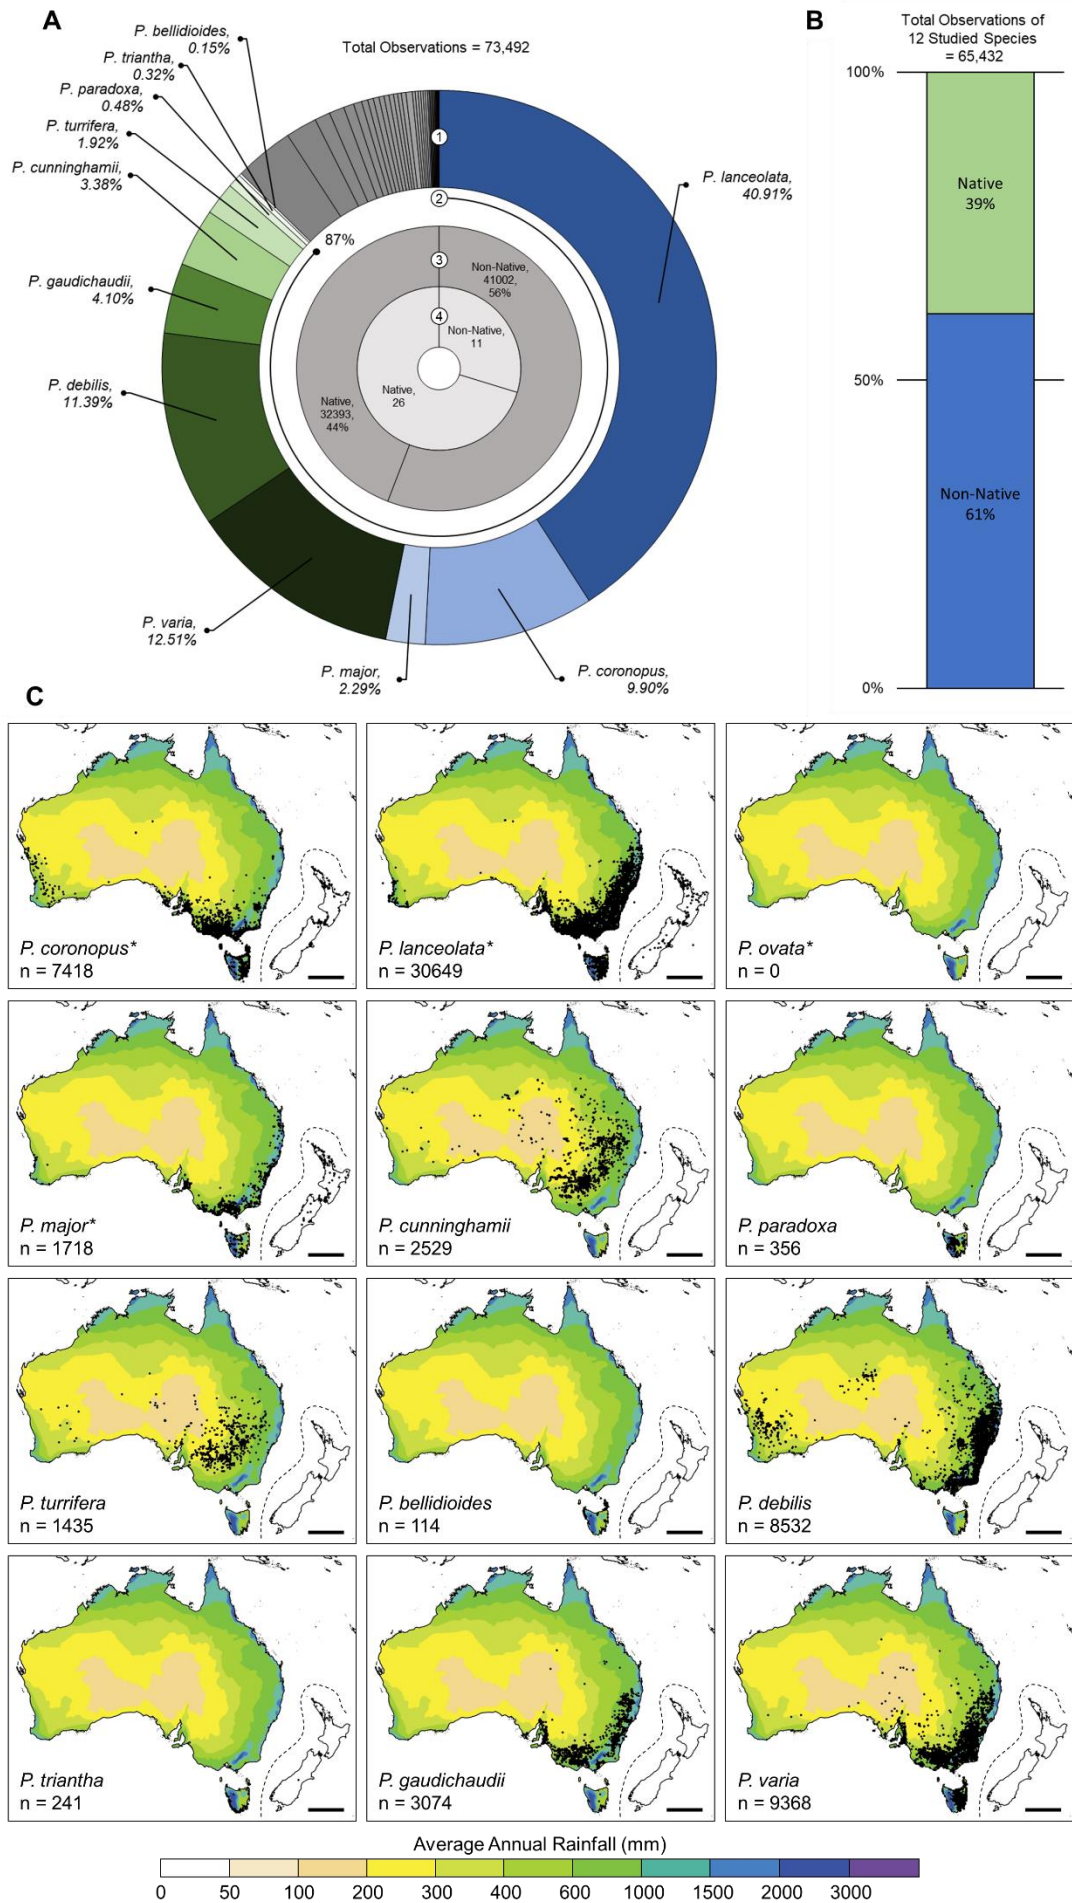 A
Total Observations = 73,492
P. bellidioides,
0.15%
P. triantha,
0.32%
P. paradoxa,
0.48%
P. turrifera,
1.92%
P. cunninghamii,
3.38%
P. gaudichaudii,
4.10%
P. debilis,
11.39%
P. varia,
12.51%
P. major,
2.29%
P. coronopus,
9.90%
P. lanceolata,
40.91%
1
2
87%
3
Non-Native,
41002,
56%
4
Non-Native,
11
Native,
26
Native,
32393,
44%
B
Total Observations of
12 Studied Species
= 65,432
100%
Native
39%
50%
Non-Native
61%
0%
C
P. coronopus*
n = 7418
P. lanceolata*
n = 30649
P. ovata*
n = 0
P. major*
n = 1718
P. cunninghamii
n = 2529
P. paradoxa
n = 356
P. turrifera
n = 1435
P. bellidioides
n = 114
P. debilis
n = 8532
P. triantha
n = 241
P. gaudichaudii
n = 3074
P. varia
n = 9368
Average Annual Rainfall (mm)
0 50 100 200 300 400 600 1000 1500 2000 3000